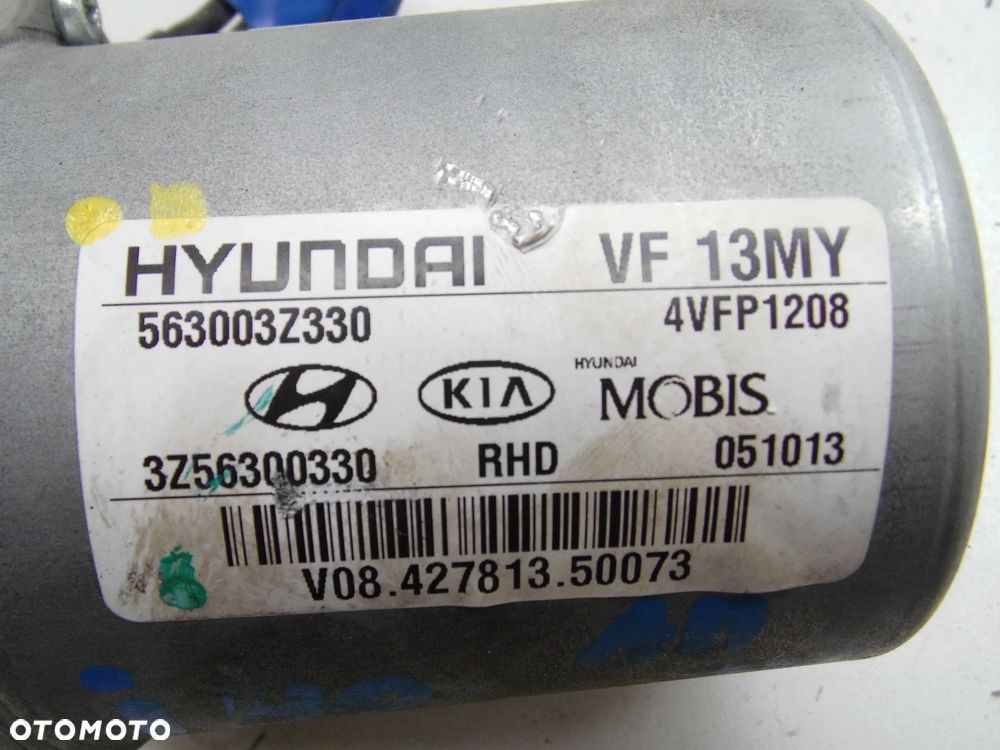 HYUNDAI VF 13MY
563003Z330 4VFP1208
KIA HYUNDAI MOBIS
3Z56300330 RHD 051013
V08.427813.50073
OTOMOTO